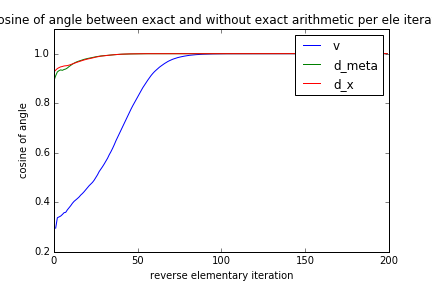 cosine of angle between exact and without exact arithmetic per ele itera
v
d_meta
d_x
1.0
0.8
0.6
0.4
0.2
cosine of angle
0
50
100
150
200
reverse elementary iteration